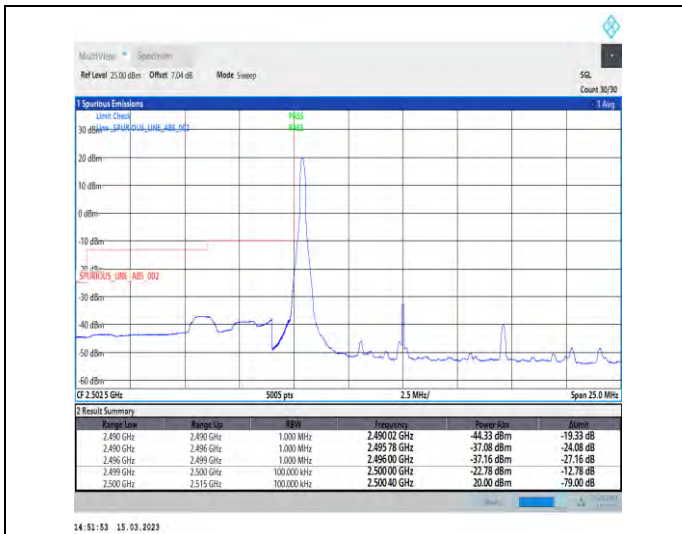 MultiView Spectrum
Ref Level 25.00 dBm Offset 7.04 dB Mode Sweep SGL
Count 30/30
1 Spurious Emissions 1 Avg
Limit Check PASS
30 dBm Line _SPURIOUS_LINE_ABS_002 PASS
20 dBm
10 dBm
0 dBm
-10 dBm
-20 dBm
SPURIOUS_LINE_ABS_002
-30 dBm
-40 dBm
-50 dBm
-60 dBm
CF 2.502 5 GHz 5005 pts 2.5 MHz/ Span 25.0 MHz
2 Result Summary
Range Low Range Up RBW Frequency Power Abs ΔLimit
2.490 GHz 2.490 GHz 1.000 MHz 2.490 02 GHz -44.33 dBm -19.33 dB
2.490 GHz 2.496 GHz 1.000 MHz 2.495 78 GHz -37.08 dBm -24.08 dB
2.496 GHz 2.499 GHz 1.000 MHz 2.496 00 GHz -37.16 dBm -27.16 dB
2.499 GHz 2.500 GHz 100.000 kHz 2.500 00 GHz -22.78 dBm -12.78 dB
2.500 GHz 2.515 GHz 100.000 kHz 2.500 40 GHz 20.00 dBm -79.00 dB
Ready
14:51:53 15.03.2023